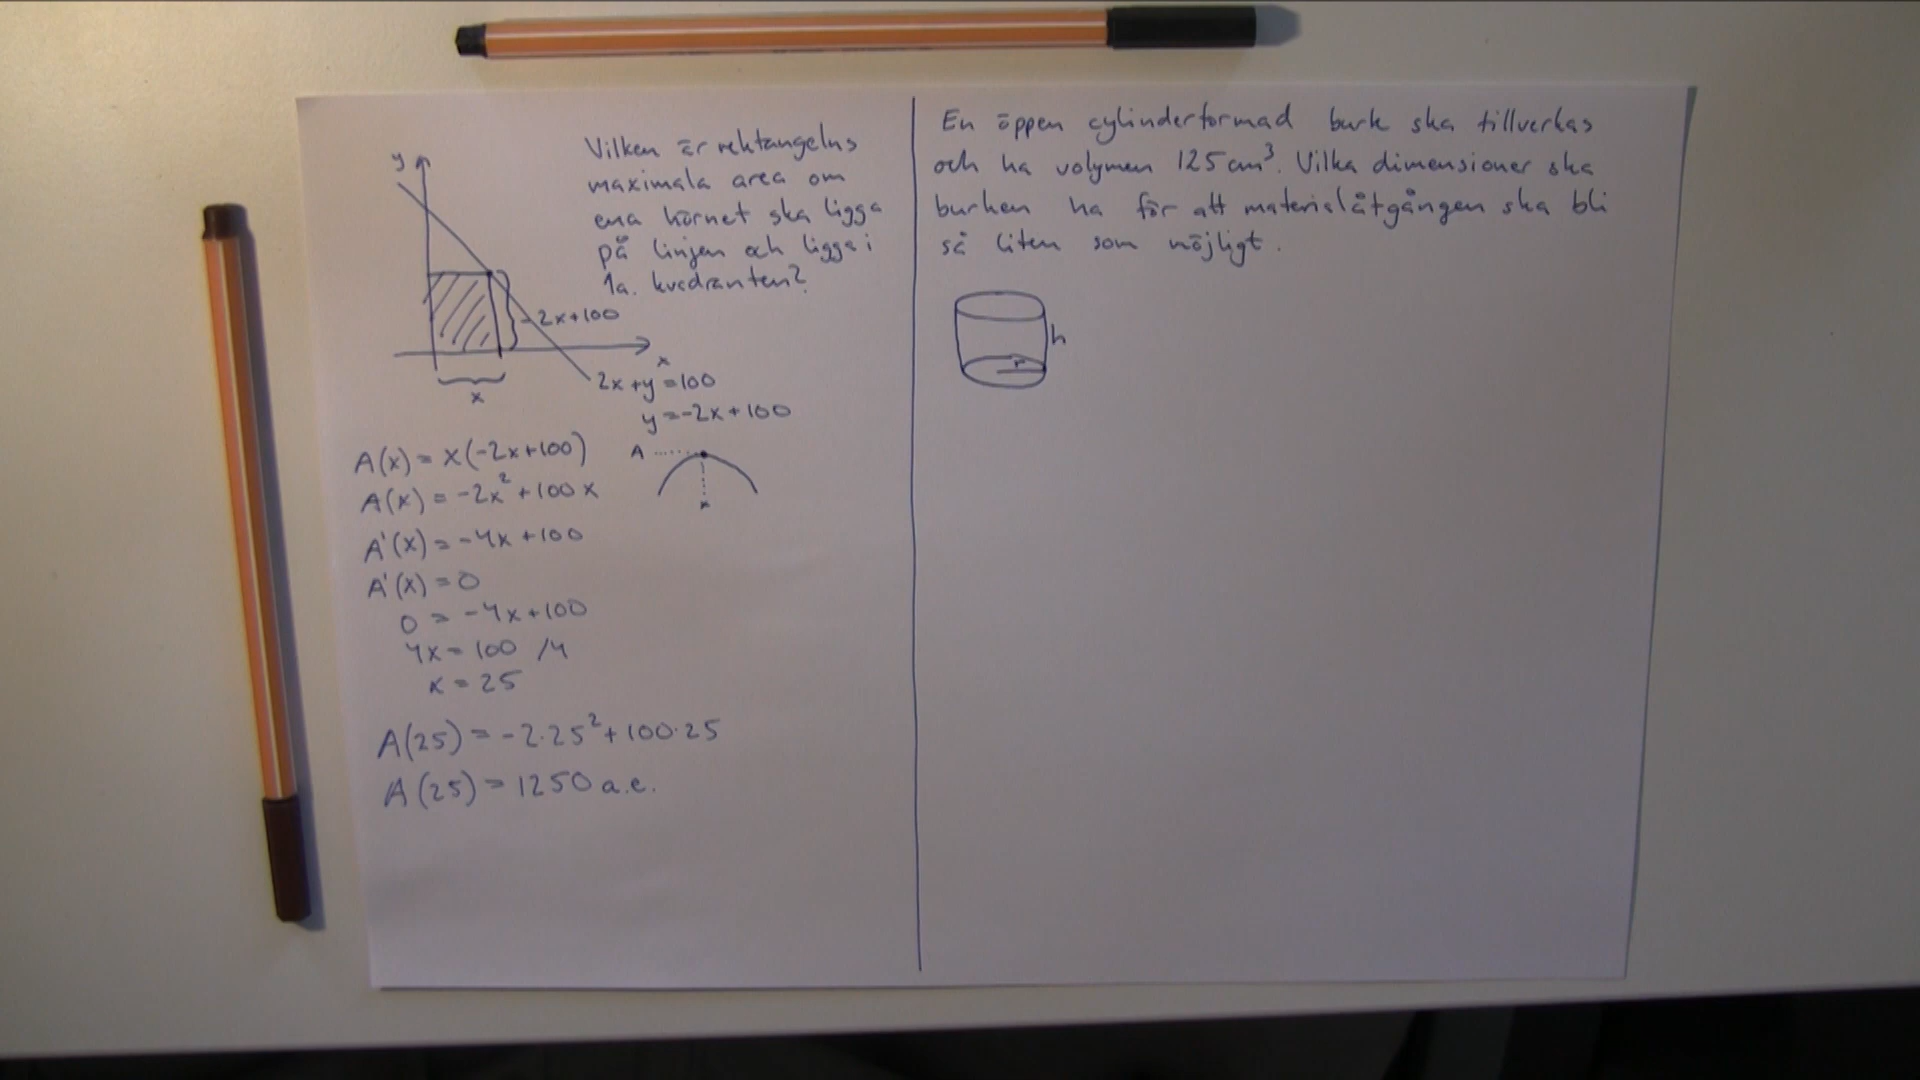 Vilken är rektangelns
maximala area om
ena hörnet ska ligga
på linjen och ligga i
1a. kvadranten?
y
-2x+100
x
x
2x+y=100
y=-2x+100
A(x) = x(-2x+100)
A(x) = -2x²+100x
A'(x) = -4x+100
A'(x) = 0
0 = -4x+100
4x = 100 /4
x = 25
A(25) = -2·25²+100·25
A(25) = 1250 a.e.
A
x
En öppen cylinderformad burk ska tillverkas
och ha volymen 125 cm³. Vilka dimensioner ska
burken ha för att materialåtgången ska bli
så liten som möjligt.
h
r